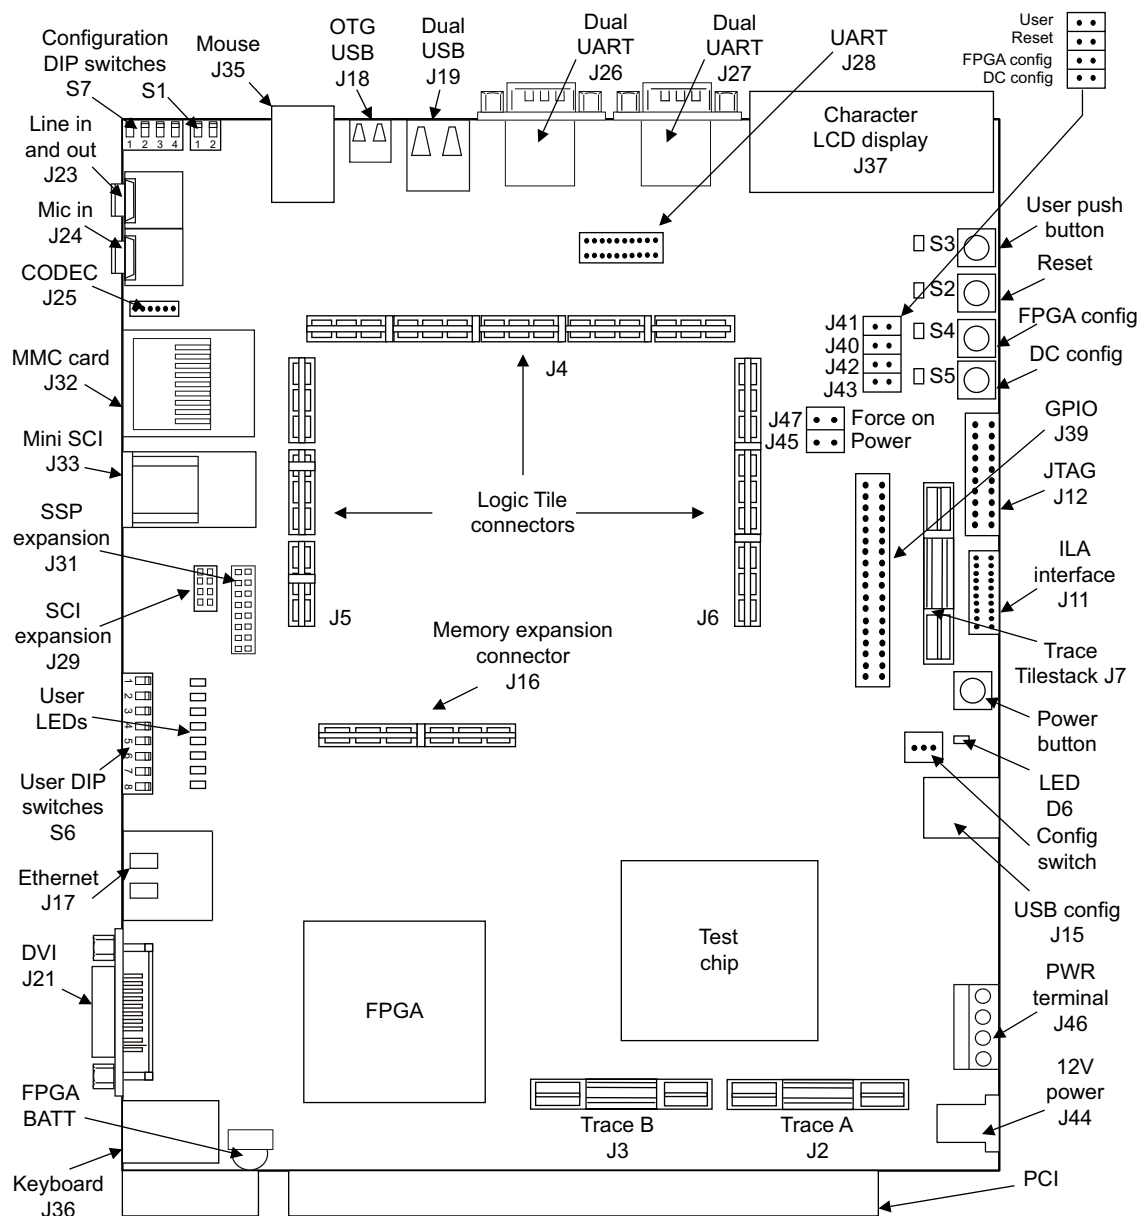 User
Reset
FPGA config
DC config
Configuration
DIP switches
S7
S1
Mouse
J35
OTG
USB
J18
Dual
USB
J19
Dual
UART
J26
Dual
UART
J27
UART
J28
Character
LCD display
J37
1 2 3 4
1 2
Line in
and out
J23
Mic in
J24
CODEC
J25
MMC card
J32
Mini SCI
J33
SSP
expansion
J31
SCI
expansion
J29
User
LEDs
1
2
3
4
5
6
7
8
User DIP
switches
S6
Ethernet
J17
DVI
J21
FPGA
BATT
Keyboard
J36
J4
Logic Tile
connectors
J5
J6
Memory expansion
connector
J16
FPGA
Test
chip
Trace B
J3
Trace A
J2
S3
S2
S4
S5
J41
J40
J42
J43
J47
Force on
J45
Power
User push
button
Reset
FPGA config
DC config
GPIO
J39
JTAG
J12
ILA
interface
J11
Trace
Tilestack J7
Power
button
LED
D6
Config
switch
USB config
J15
PWR
terminal
J46
12V
power
J44
PCI